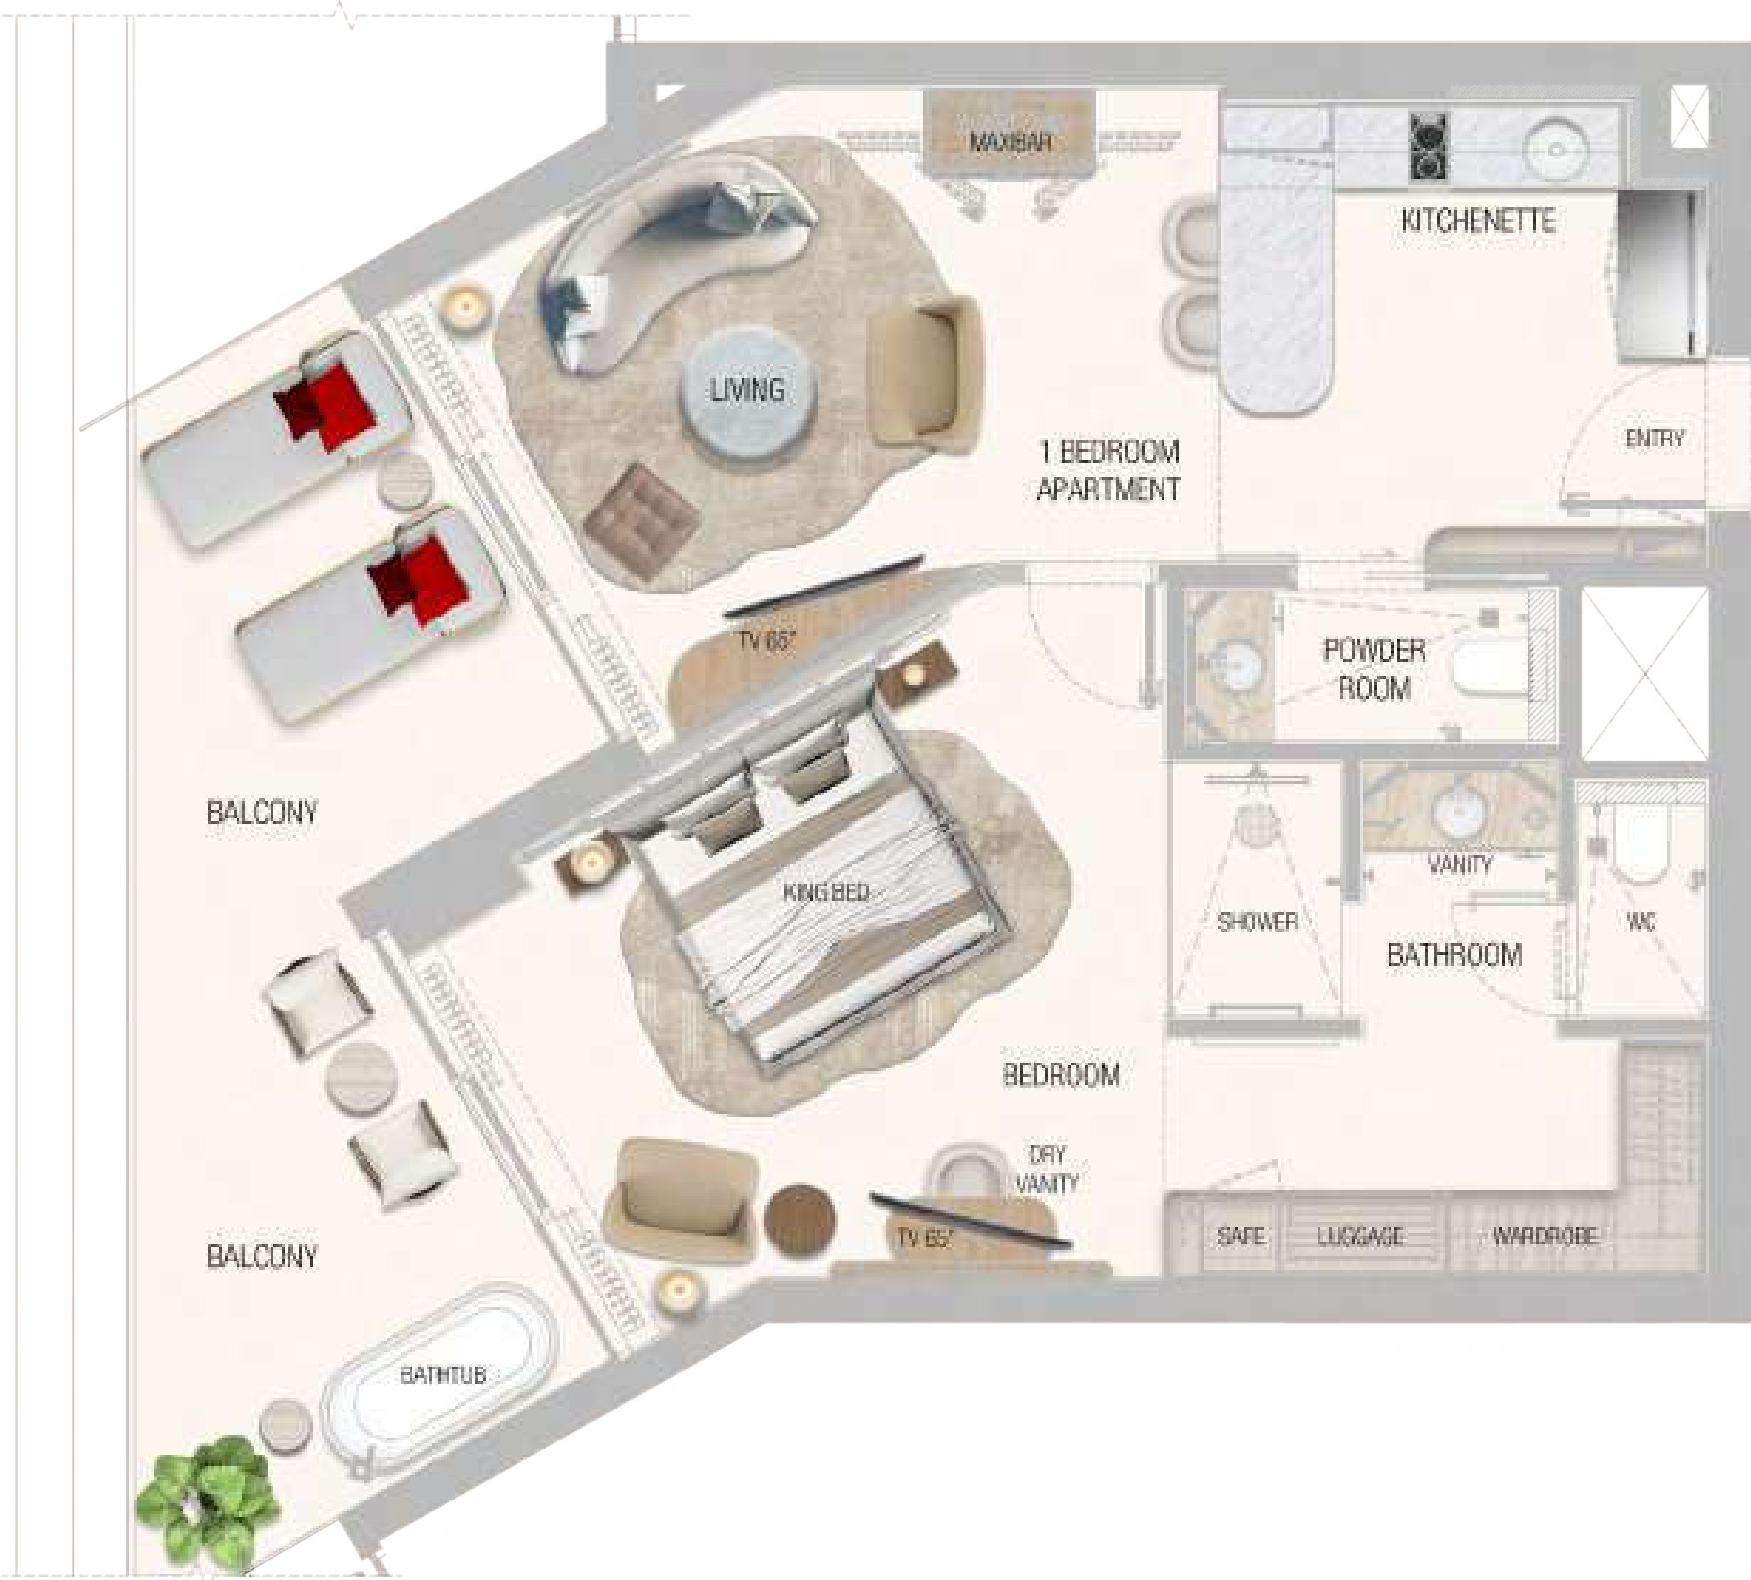 MAXIBAR
KITCHENETTE
LIVING
ENTRY
1 BEDROOM
APARTMENT
TV 65"
POWDER
ROOM
BALCONY
VANITY
KING BED
SHOWER
WC
BATHROOM
BEDROOM
DRY
VANITY
TV 65"
SAFE
LUGGAGE
WARDROBE
BALCONY
BATHTUB